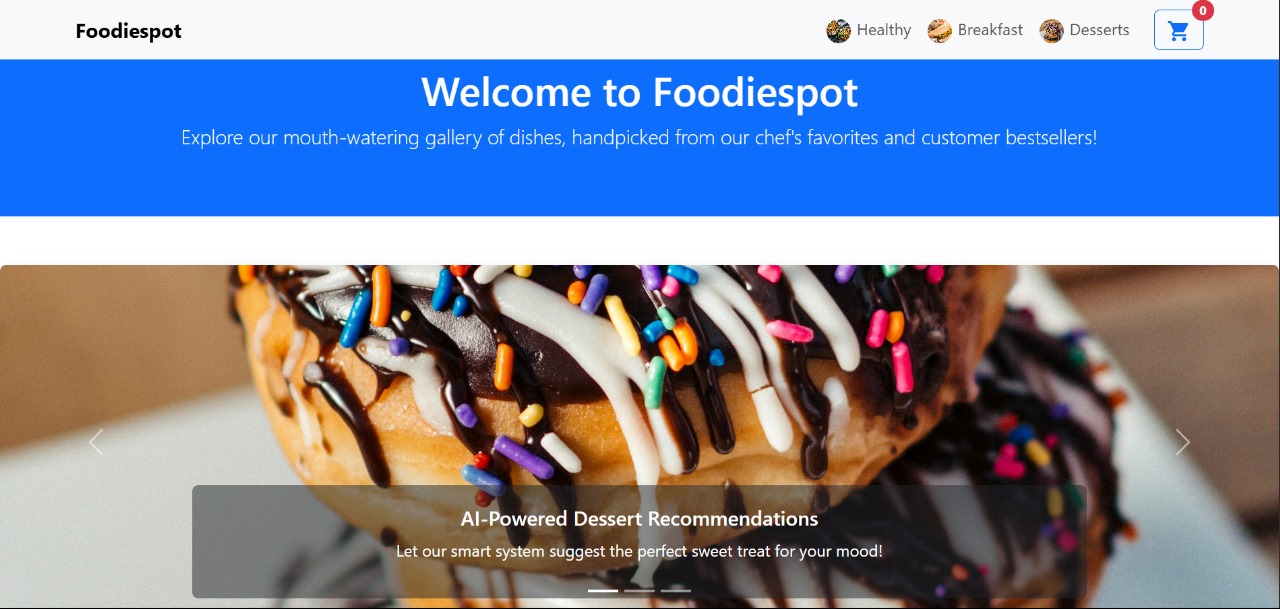 Foodiespot
Healthy
Breakfast
Desserts
0
Welcome to Foodiespot
Explore our mouth-watering gallery of dishes, handpicked from our chef's favorites and customer bestsellers!
AI-Powered Dessert Recommendations
Let our smart system suggest the perfect sweet treat for your mood!